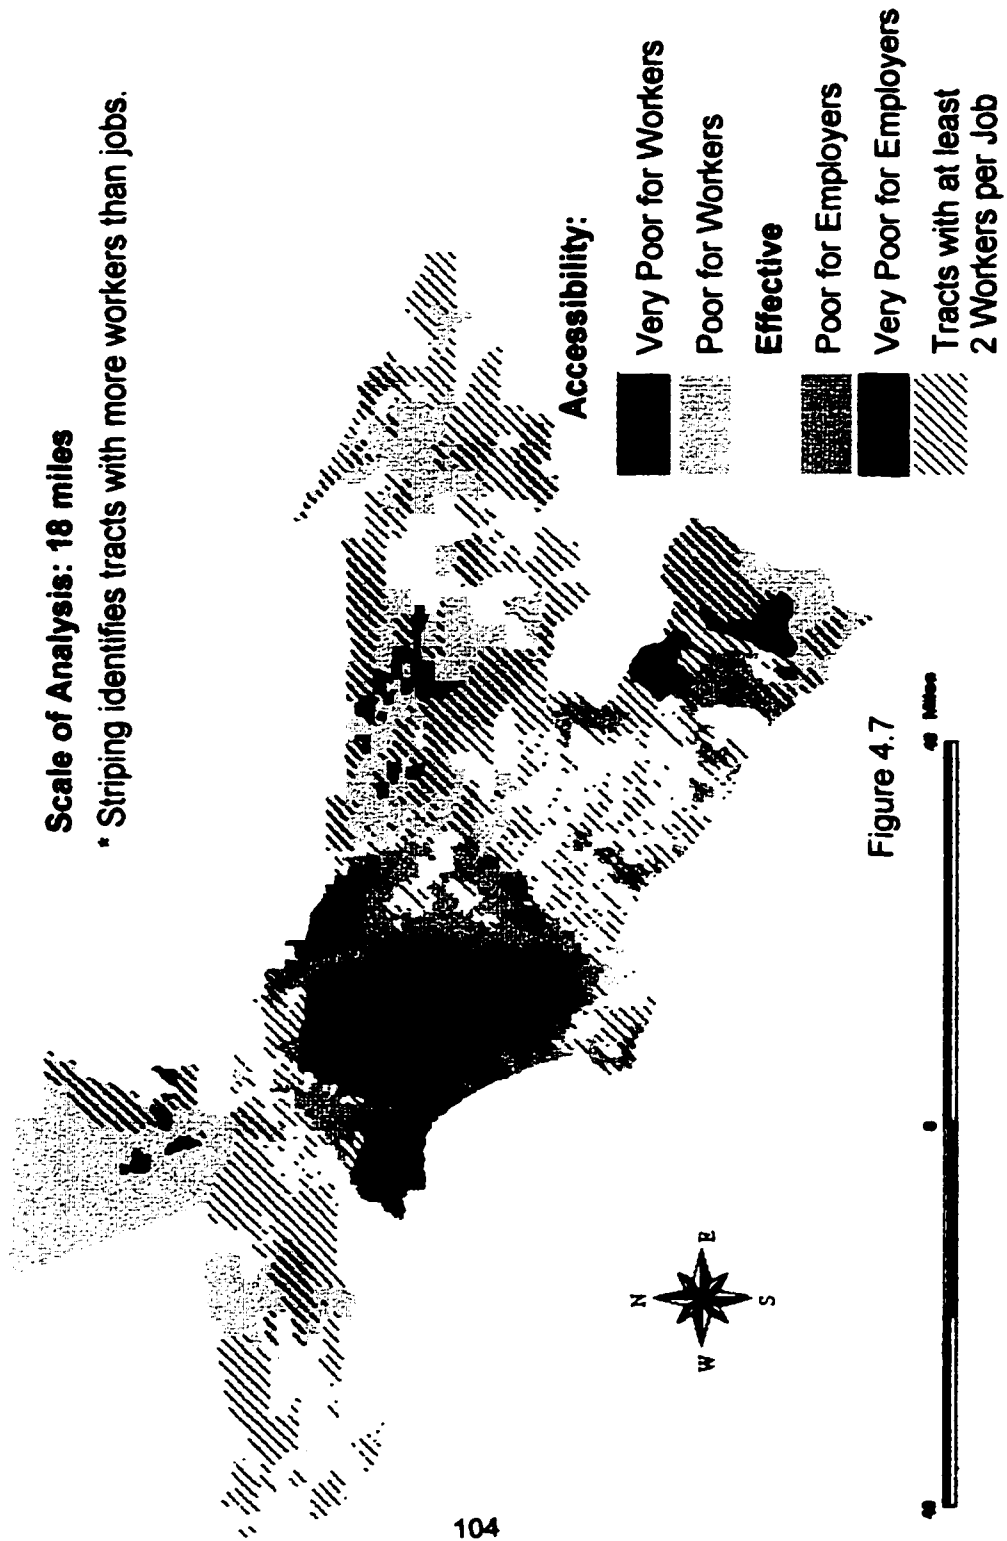 Scale of Analysis: 18 miles
* Striping identifies tracts with more workers than jobs.
Accessibility:
Very Poor for Workers
Poor for Workers
Effective
Poor for Employers
Very Poor for Employers
Tracts with at least
2 Workers per Job
N
W
E
S
Figure 4.7
40
0
40 Miles
104